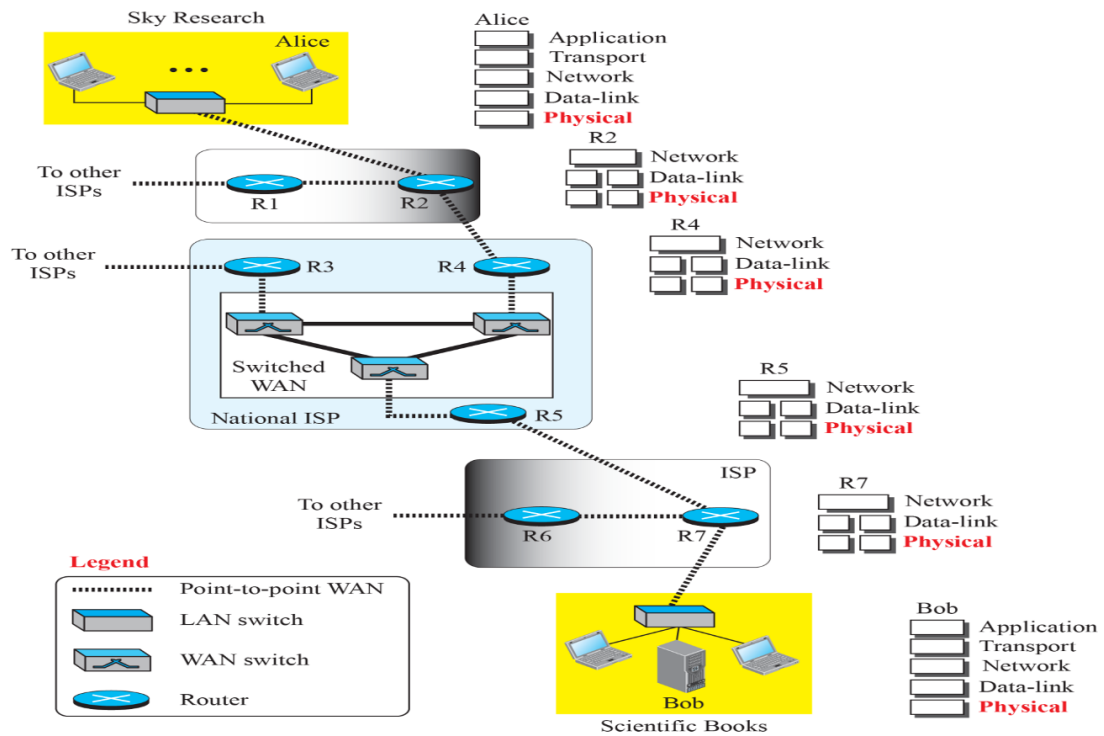 Sky Research
Alice
Alice
Application
Transport
Network
Data-link
Physical
R2
Network
Data-link
Physical
To other
ISPs
R1
R2
R4
Network
Data-link
Physical
To other
ISPs
R3
R4
Switched
WAN
National ISP
R5
R5
Network
Data-link
Physical
ISP
To other
ISPs
R6
R7
R7
Network
Data-link
Physical
Legend
Point-to-point WAN
LAN switch
WAN switch
Router
Bob
Scientific Books
Bob
Application
Transport
Network
Data-link
Physical